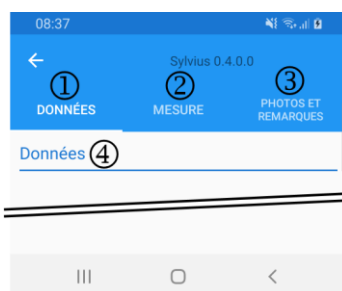 08:37
Sylvius 0.4.0.0
① ② ③
DONNÉES MESURE PHOTOS ET
REMARQUES
Données ④